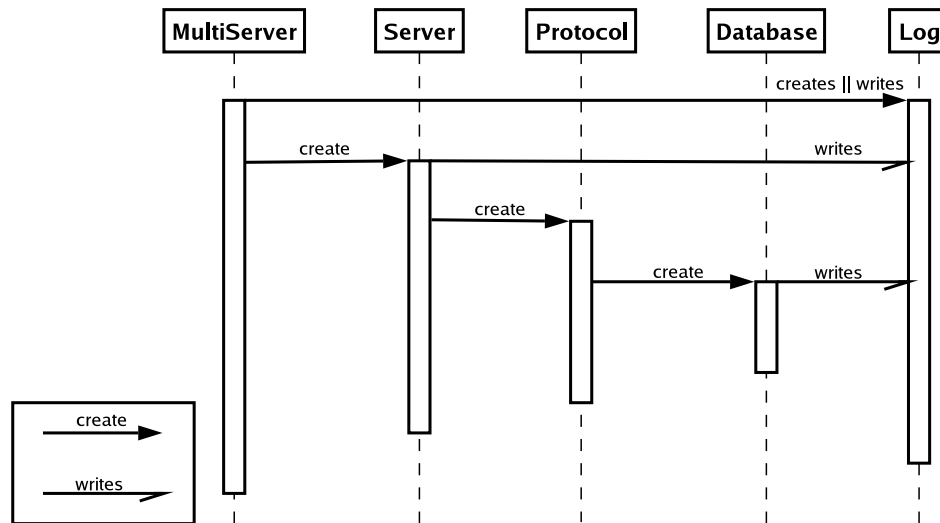 MultiServer
Server
Protocol
Database
Log
creates || writes
create
writes
create
create
writes
create
writes